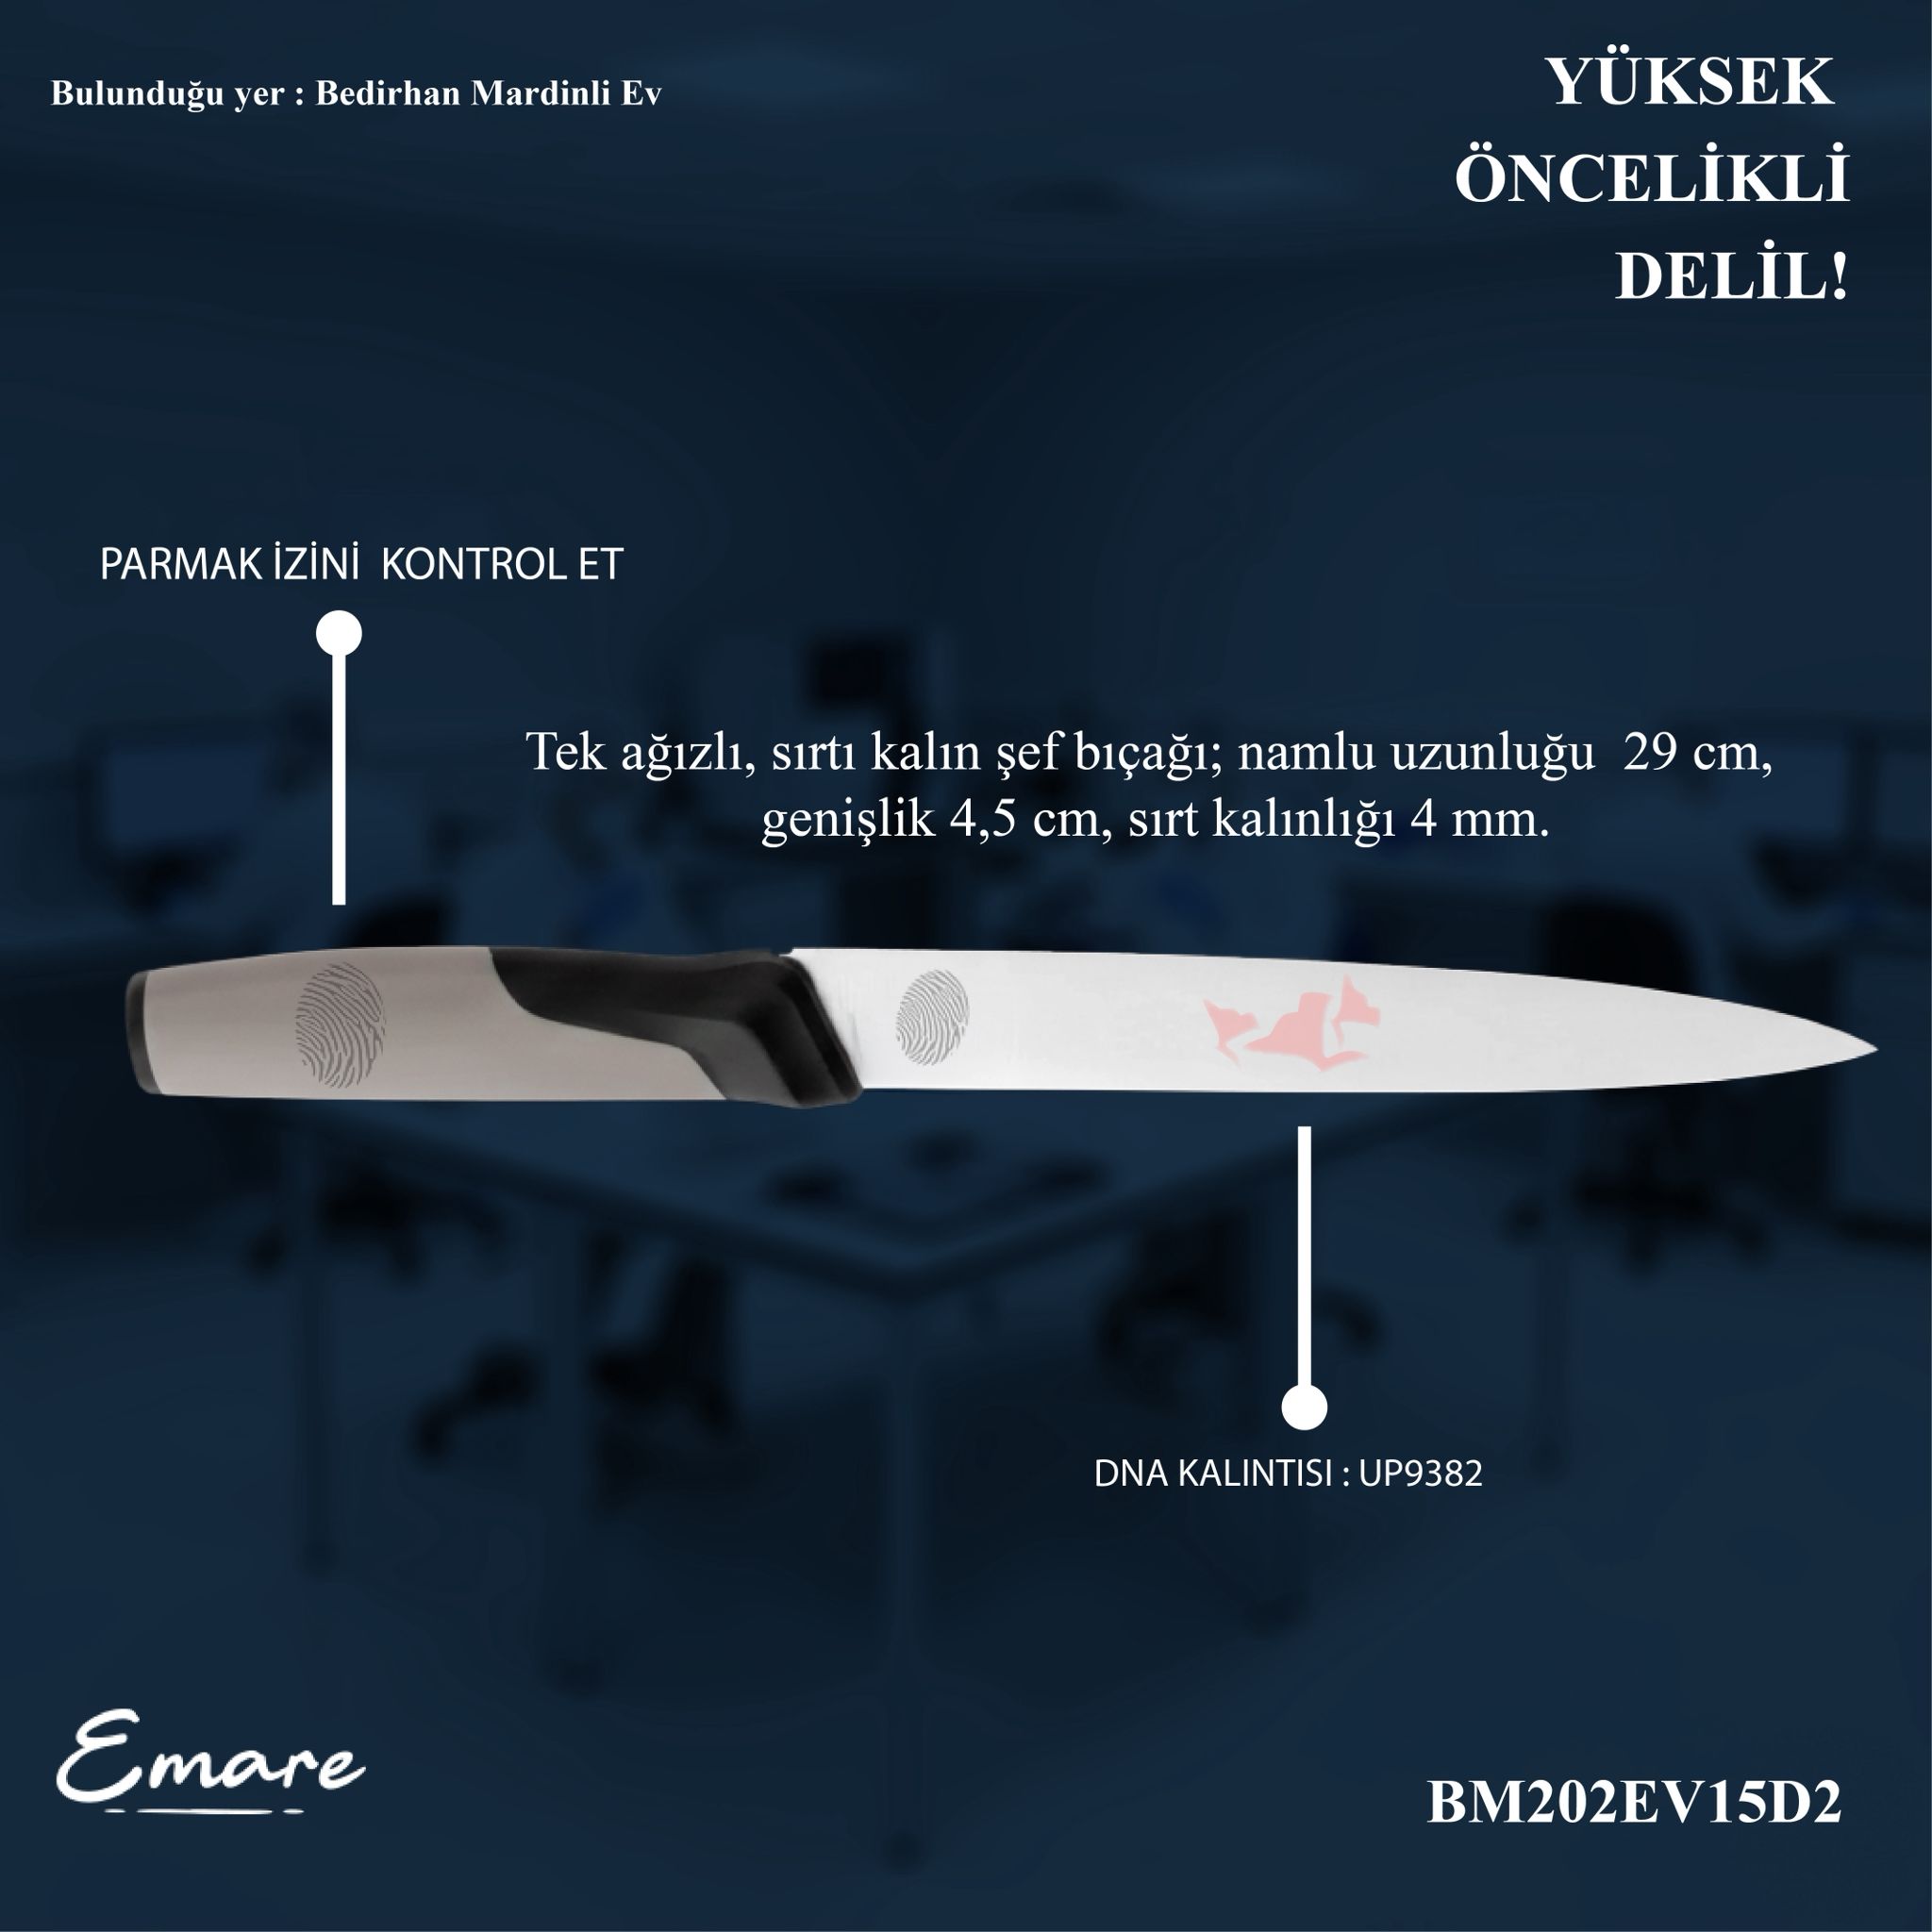 Bulunduğu yer : Bedirhan Mardinli Ev
YÜKSEK
ÖNCELİKLİ
DELİL!
PARMAK İZİNİ  KONTROL ET
Tek ağızlı, sırtı kalın şef bıçağı; namlu uzunluğu  29 cm,
genişlik 4,5 cm, sırt kalınlığı 4 mm.
DNA KALINTISI : UP9382
Emare
BM202EV15D2